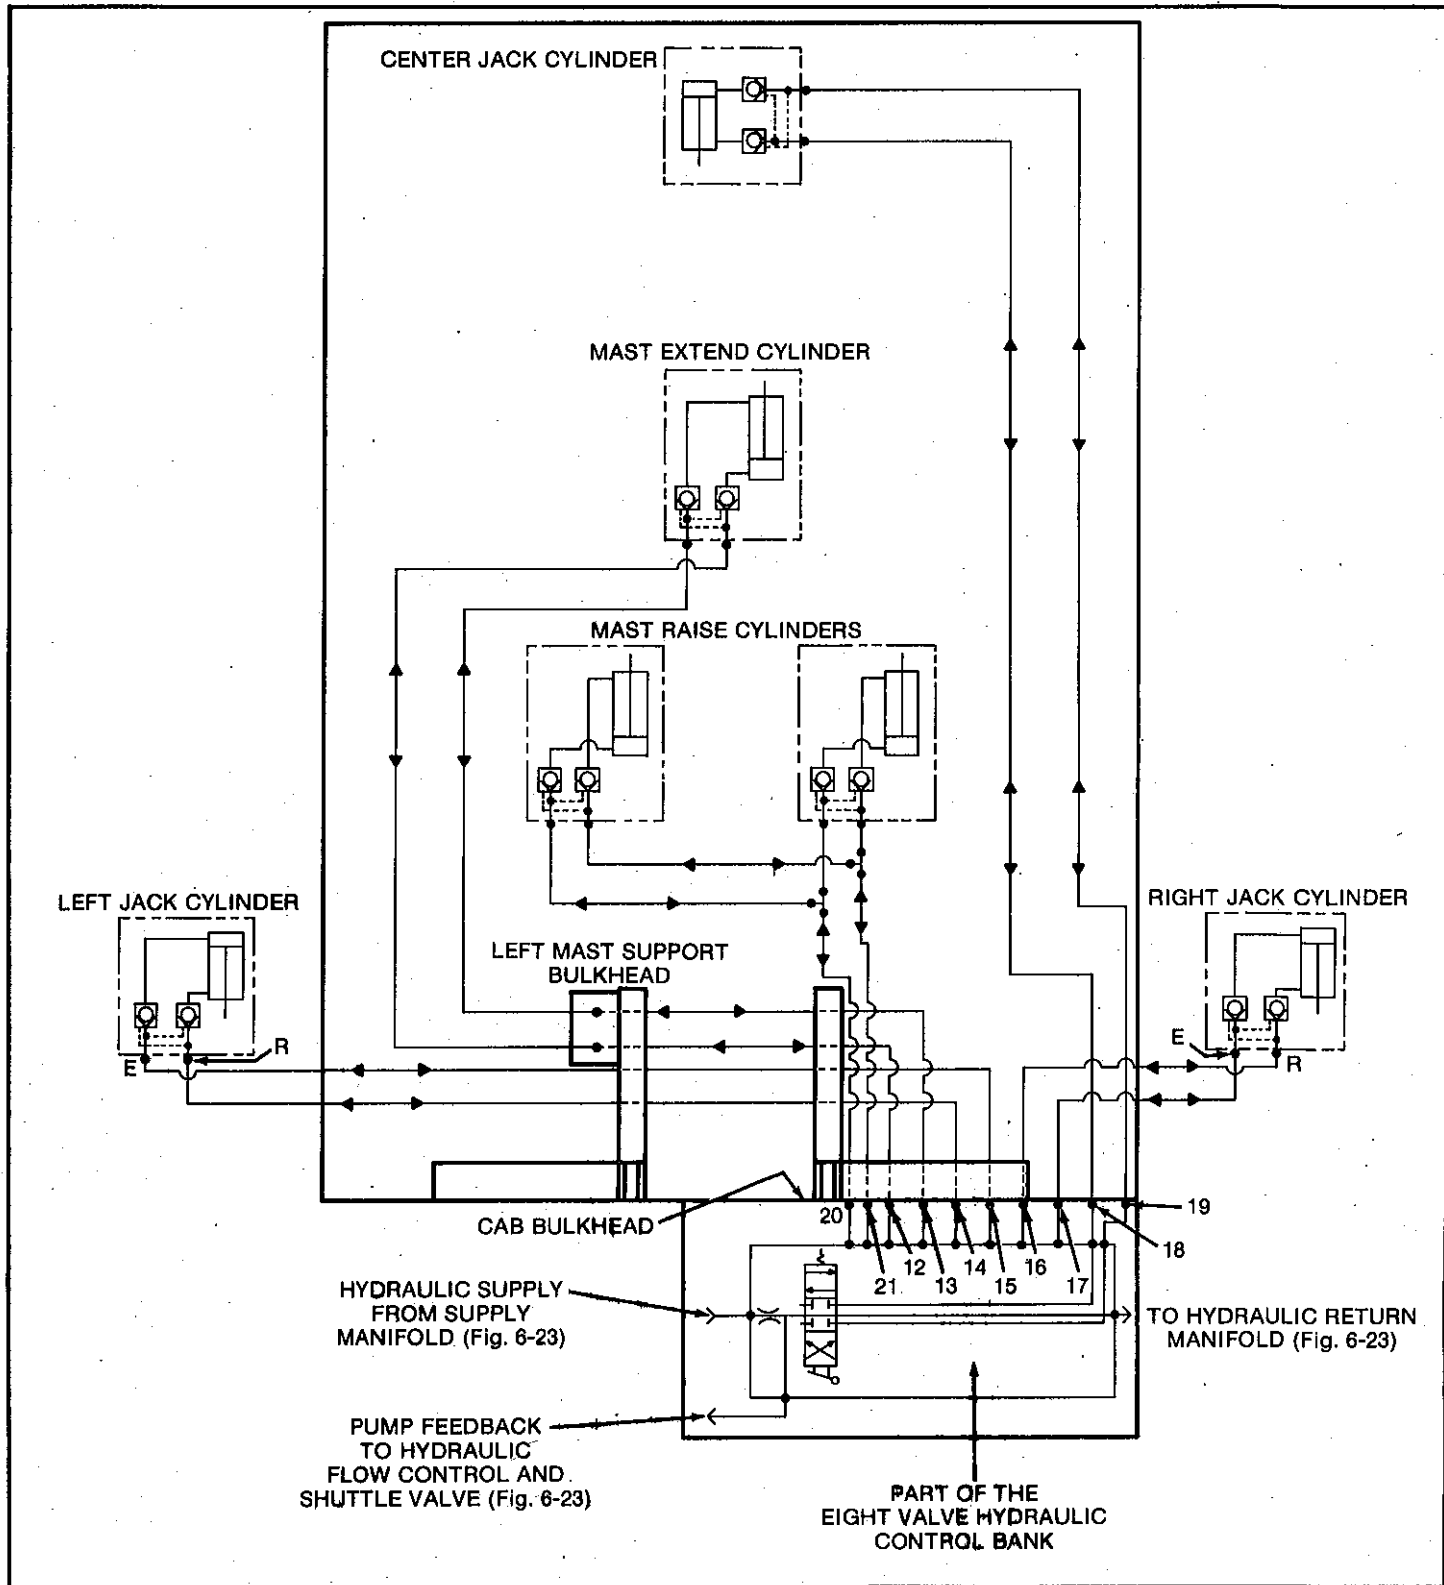 CENTER JACK CYLINDER
MAST EXTEND CYLINDER
MAST RAISE CYLINDERS
LEFT JACK CYLINDER
RIGHT JACK CYLINDER
LEFT MAST SUPPORT
BULKHEAD
E
R
E
R
CAB BULKHEAD
20
21
12
13
14
15
16
17
18
19
HYDRAULIC SUPPLY
FROM SUPPLY
MANIFOLD (Fig. 6-23)
TO HYDRAULIC RETURN
MANIFOLD (Fig. 6-23)
PUMP FEEDBACK
TO HYDRAULIC
FLOW CONTROL AND
SHUTTLE VALVE (Fig. 6-23)
PART OF THE
EIGHT VALVE HYDRAULIC
CONTROL BANK